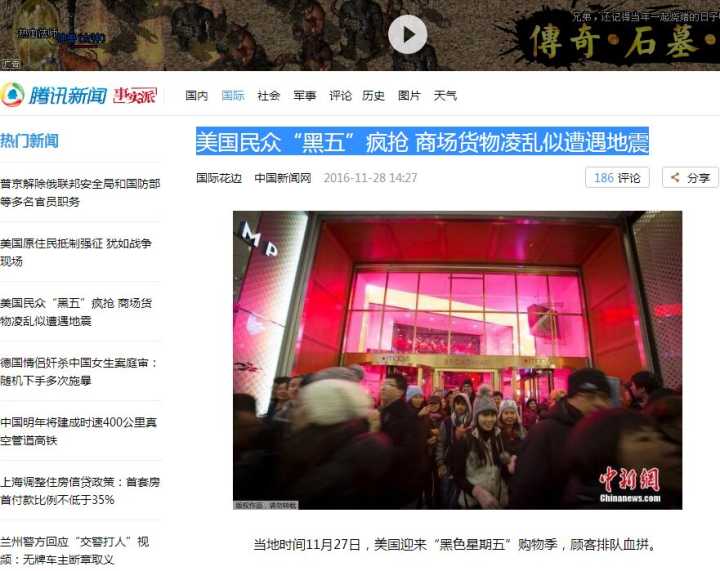 兄弟，还记得当年一起烧猪的日子
傳奇·石墓·
广告
腾讯新闻 事实派
国内 国际 社会 军事 评论 历史 图片 天气
热门新闻
普京解除俄联邦安全局和国防部
等多名官员职务
美国原住民抵制强征 犹如战争
现场
美国民众“黑五”疯抢 商场货
物凌乱似遭遇地震
德国情侣奸杀中国女生案庭审：
随机下手多次施暴
中国明年将建成时速400公里真
空管道高铁
上海调整住房信贷政策：首套房
首付款比例不低于35%
兰州警方回应“交警打人”视
频：无牌车主断章取义
美国民众“黑五”疯抢 商场货物凌乱似遭遇地震
国际花边 中国新闻网 2016-11-28 14:27
186 评论
分享
MP
macys
中新網
Chinanews.com
版权作品，请勿转载
当地时间11月27日，美国迎来“黑色星期五”购物季，顾客排队血拼。